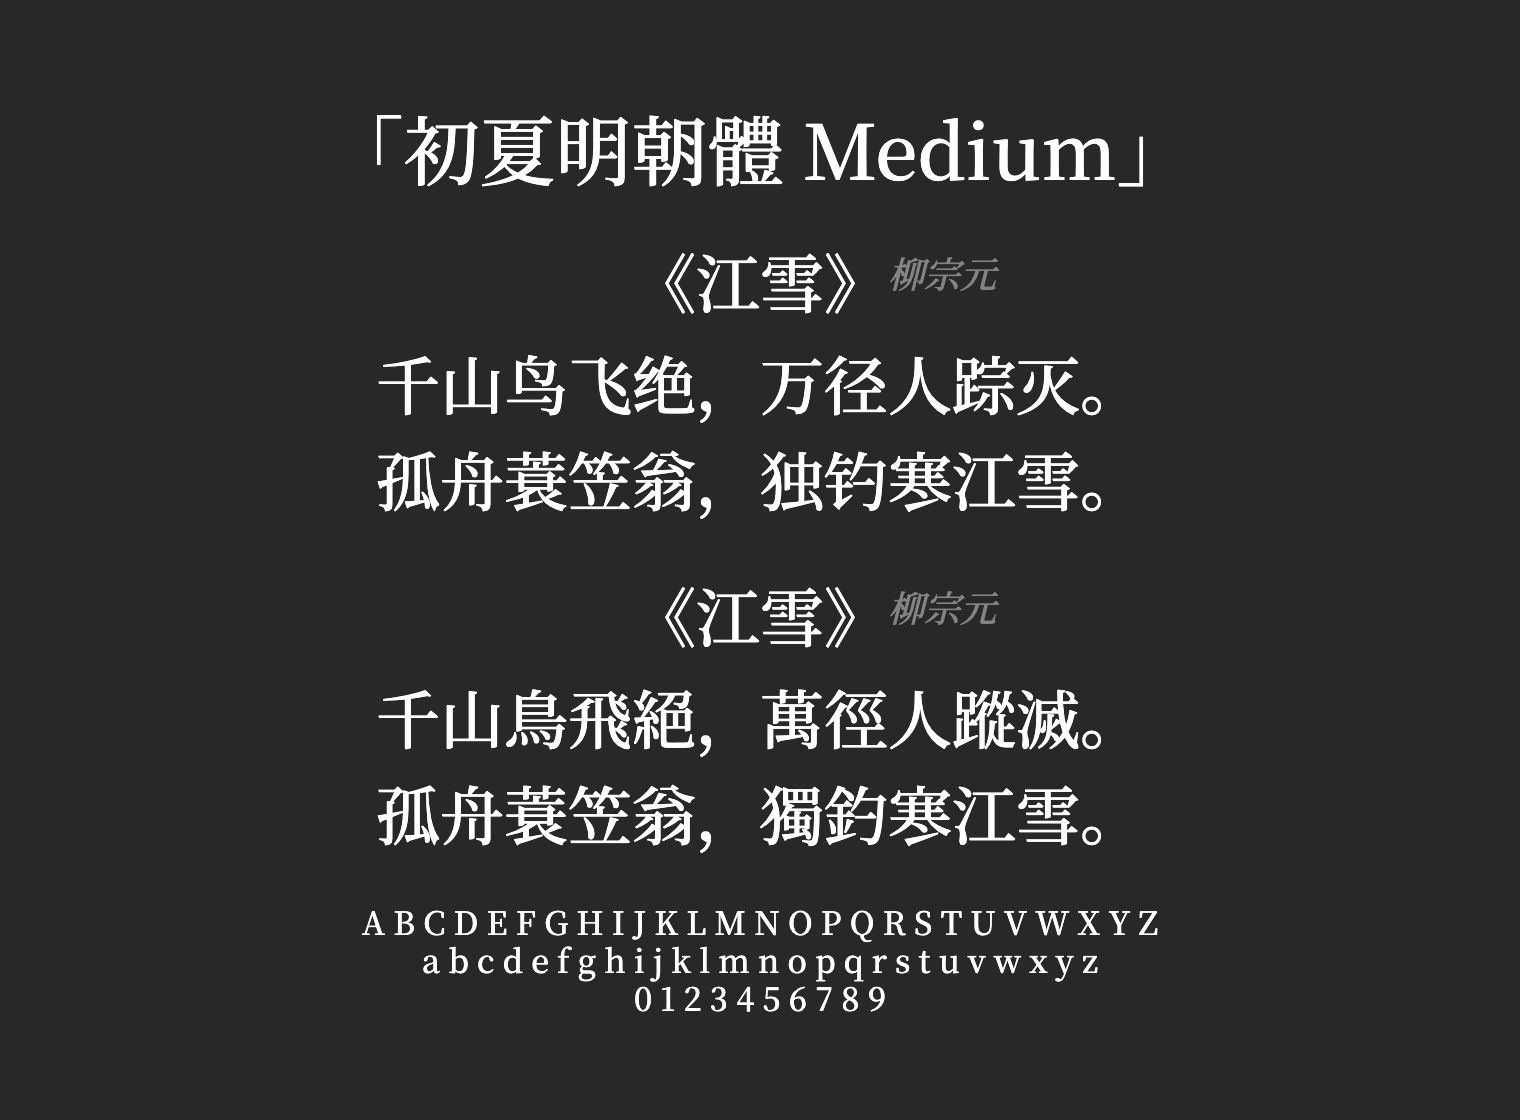 「初夏明朝體 Medium」
《江雪》柳宗元
千山鸟飞绝，万径人踪灭。
孤舟蓑笠翁，独钓寒江雪。
《江雪》柳宗元
千山鳥飛絕，萬徑人蹤滅。
孤舟蓑笠翁，獨釣寒江雪。
A B C D E F G H I J K L M N O P Q R S T U V W X Y Z
a b c d e f g h i j k l m n o p q r s t u v w x y z
0 1 2 3 4 5 6 7 8 9